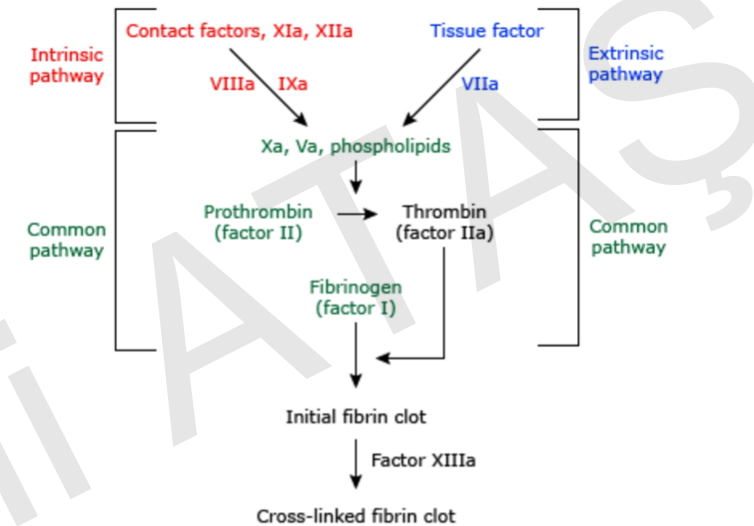 Contact factors, XIa, XIIa
Tissue factor
Intrinsic
pathway
Extrinsic
pathway
VIIIa
IXa
VIIa
Xa, Va, phospholipids
Prothrombin
(factor II)
Thrombin
(factor IIa)
Common
pathway
Common
pathway
Fibrinogen
(factor I)
Initial fibrin clot
Factor XIIIa
Cross-linked fibrin clot
ATAŞ